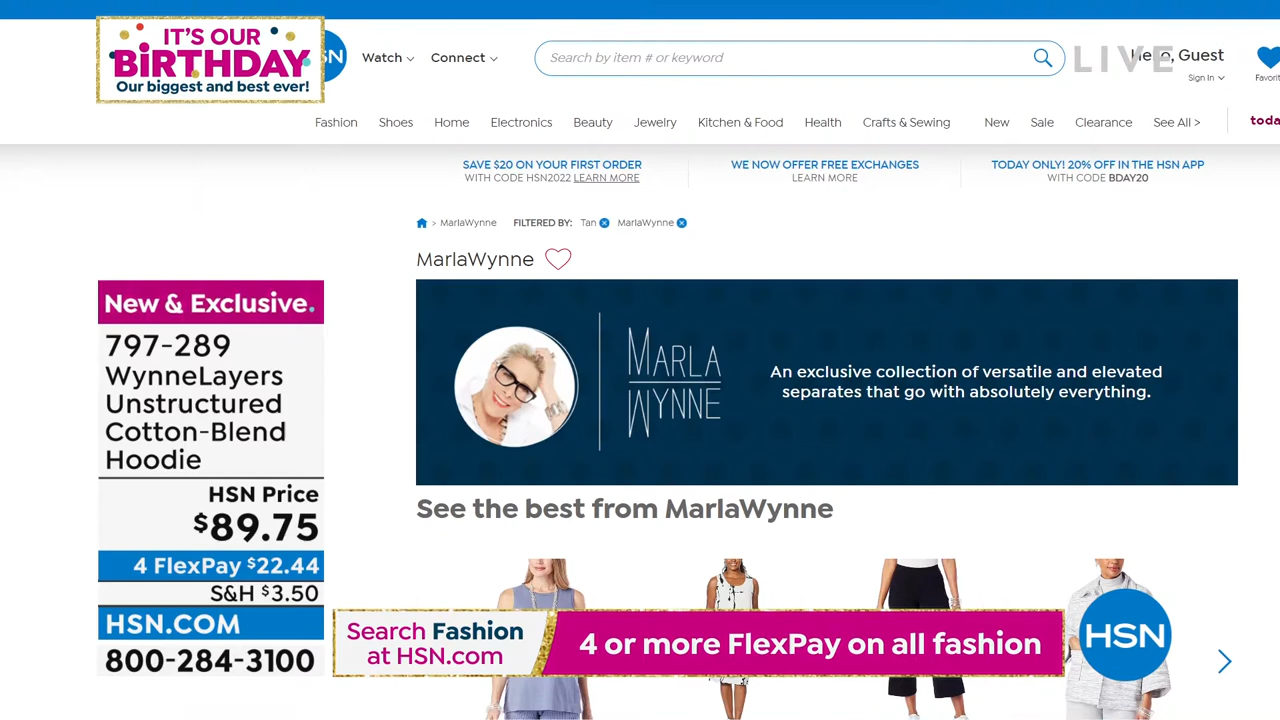 IT'S OUR
BiRTHDAY
Our biggest and best ever!
Watch
Connect
Search by item # or keyword
LIVE
Guest
Sign In
Fashion
Shoes
Home
Electronics
Beauty
Jewelry
Kitchen & Food
Health
Crafts & Sewing
New
Sale
Clearance
See All >
SAVE $20 ON YOUR FIRST ORDER
WITH CODE HSN2022 LEARN MORE
WE NOW OFFER FREE EXCHANGES
LEARN MORE
TODAY ONLY! 20% OFF IN THE HSN APP
WITH CODE BDAY20
> MarlaWynne FILTERED BY: Tan MarlaWynne
MarlaWynne
MARLA
WYNNE
An exclusive collection of versatile and elevated
separates that go with absolutely everything.
See the best from MarlaWynne
New & Exclusive.
797-289
WynneLayers
Unstructured
Cotton-Blend
Hoodie
HSN Price
$89.75
4 FlexPay $22.44
S&H $3.50
HSN.COM
800-284-3100
Search Fashion
at HSN.com
4 or more FlexPay on all fashion
HSN